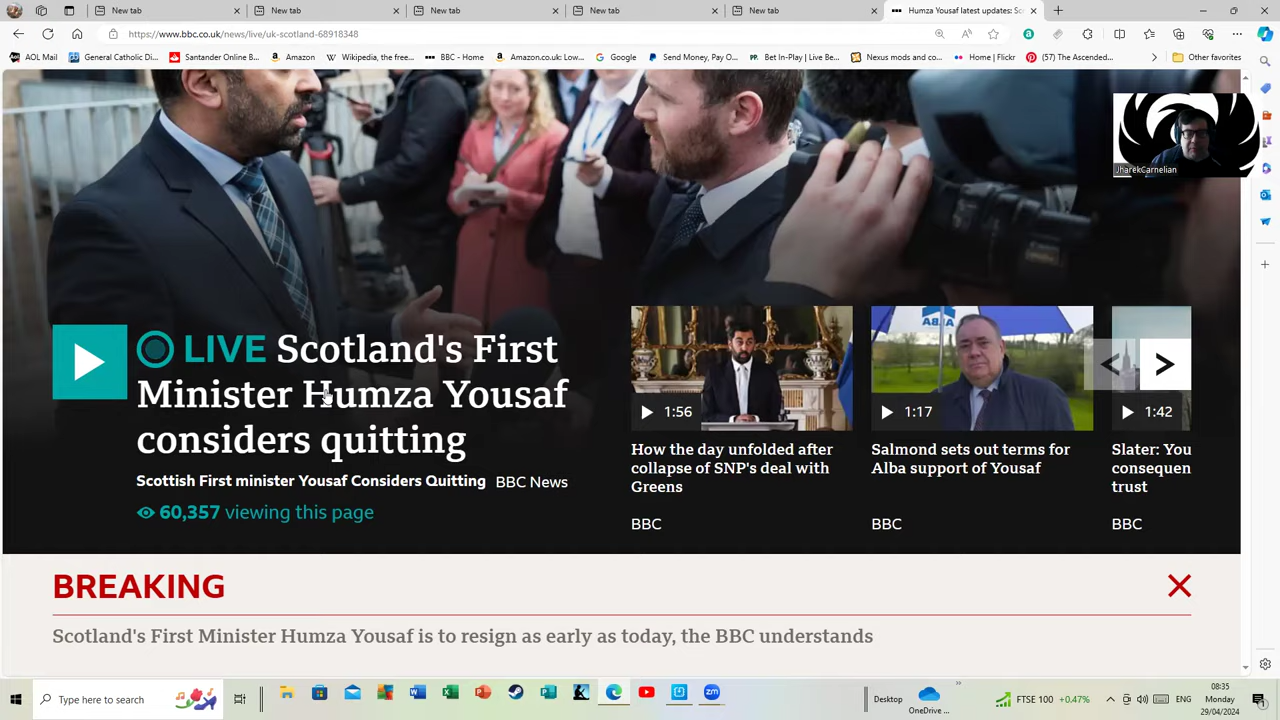 New tab
New tab
New tab
New tab
New tab
Humza Yousaf latest updates: Sc
https://www.bbc.co.uk/news/live/uk-scotland-68918348
AOL Mail
General Catholic Di...
Santander Online B...
Amazon
Wikipedia, the free...
BBC - Home
Amazon.co.uk: Low...
Google
Send Money, Pay O...
Bet In-Play | Live Be...
Nexus mods and co...
Home | Flickr
(57) The Ascended...
Other favorites
JharekCarnelian
ALBA
LIVE Scotland's First
Minister Humza Yousaf
considers quitting
Scottish First minister Yousaf Considers Quitting BBC News
60,357 viewing this page
1:56
How the day unfolded after
collapse of SNP's deal with
Greens
BBC
1:17
Salmond sets out terms for
Alba support of Yousaf
BBC
1:42
Slater: You
consequen
trust
BBC
BREAKING
Scotland's First Minister Humza Yousaf is to resign as early as today, the BBC understands
Type here to search
Desktop
OneDrive ...
FTSE 100 +0.47%
ENG
08:35
Monday
29/04/2024